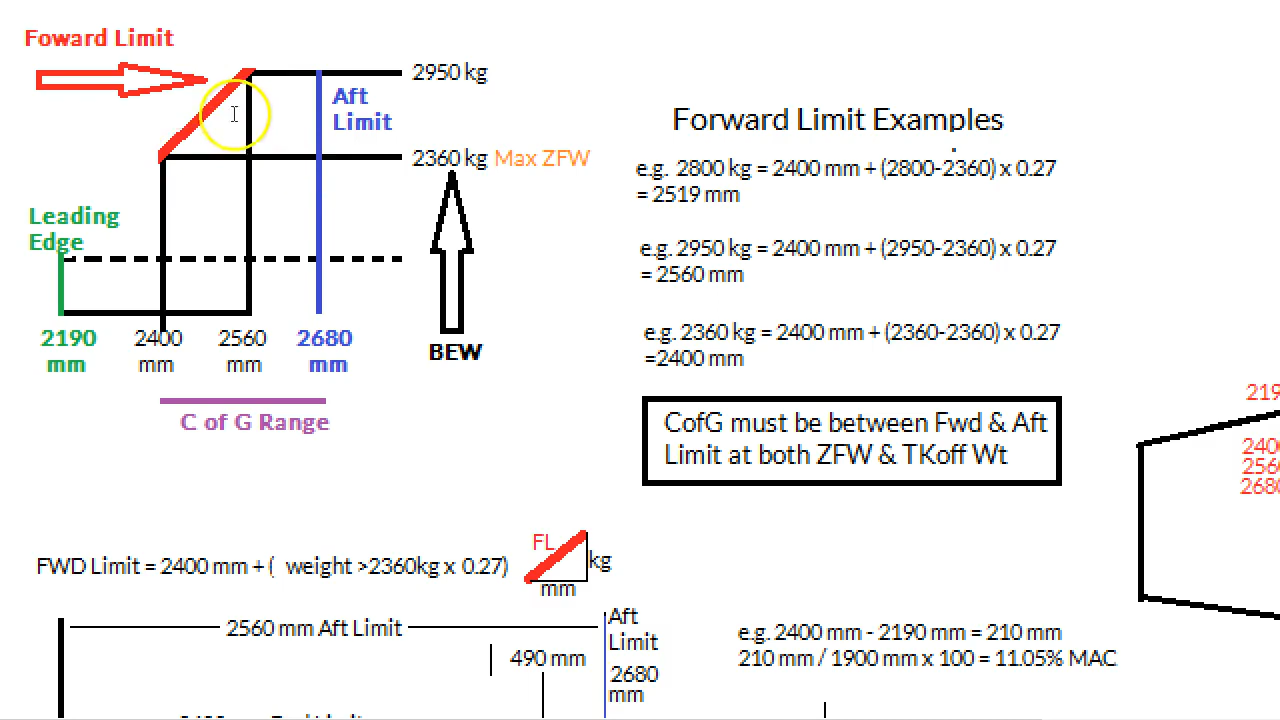 Foward Limit
2950 kg
Aft
Limit
2360 kg Max ZFW
Leading
Edge
2190
mm
2400
mm
2560
mm
2680
mm
BEW
C of G Range
Forward Limit Examples
e.g. 2800 kg = 2400 mm + (2800-2360) x 0.27
= 2519 mm
e.g. 2950 kg = 2400 mm + (2950-2360) x 0.27
= 2560 mm
e.g. 2360 kg = 2400 mm + (2360-2360) x 0.27
=2400 mm
CofG must be between Fwd & Aft
Limit at both ZFW & TKoff Wt
FWD Limit = 2400 mm + ( weight >2360kg x 0.27)
FL
kg
mm
2560 mm Aft Limit
Aft
Limit
2680
mm
490 mm
e.g. 2400 mm - 2190 mm = 210 mm
210 mm / 1900 mm x 100 = 11.05% MAC